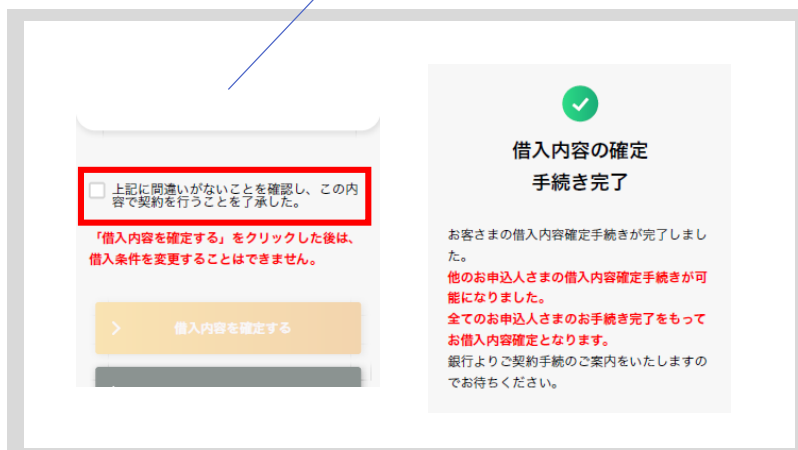 上記に間違いがないことを確認し、この内
容で契約を行うことを了承した。
「借入内容を確定する」をクリックした後は、
借入条件を変更することはできません。
借入内容を確定する
借入内容の確定
手続き完了
お客さまの借入内容確定手続きが完了しまし
た。
他のお申込人さまの借入内容確定手続きが可
能になりました。
全てのお申込人さまのお手続き完了をもって
お借入内容確定となります。
銀行よりご契約手続のご案内をいたしますの
でお待ちください。